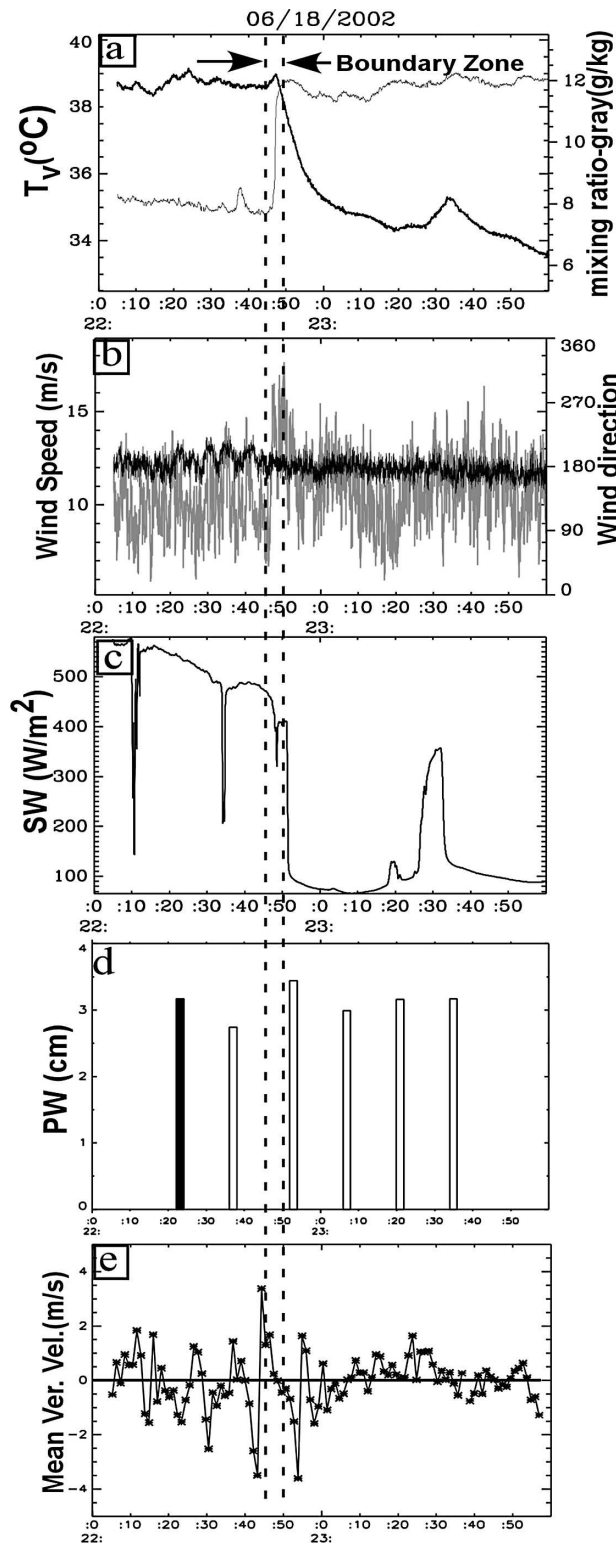 06/18/2002
a
Boundary Zone
40
38
36
34
T_V(ºC)
12
10
8
6
mixing ratio-gray(g/kg)
:0 :10 :20 :30 :40 :50 :0 :10 :20 :30 :40 :50
22: 23:
b
15
10
Wind Speed (m/s)
360
270
180
90
0
Wind direction
:0 :10 :20 :30 :40 :50 :0 :10 :20 :30 :40 :50
22: 23:
c
500
400
300
200
100
SW (W/m²)
:0 :10 :20 :30 :40 :50 :0 :10 :20 :30 :40 :50
22: 23:
d
4
3
2
1
0
PW (cm)
:0 :10 :20 :30 :40 :50 :0 :10 :20 :30 :40 :50
22: 23:
e
4
2
0
-2
-4
Mean Ver. Vel.(m/s)
:0 :10 :20 :30 :40 :50 :0 :10 :20 :30 :40 :50
22: 23: